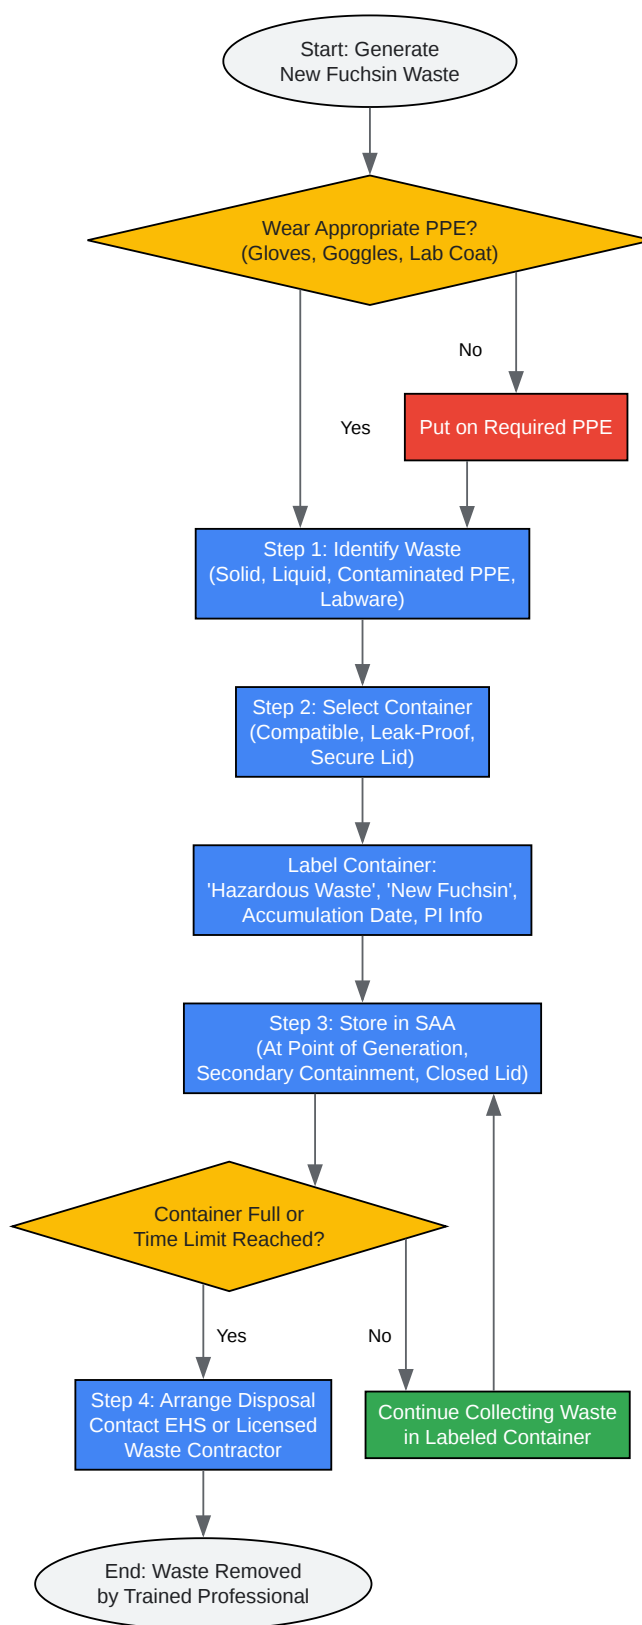 Start: Generate
New Fuchsin Waste
Wear Appropriate PPE?
(Gloves, Goggles, Lab Coat)
No
Yes
Put on Required PPE
Step 1: Identify Waste
(Solid, Liquid, Contaminated PPE,
Labware)
Step 2: Select Container
(Compatible, Leak-Proof,
Secure Lid)
Label Container:
'Hazardous Waste', 'New Fuchsin',
Accumulation Date, PI Info
Step 3: Store in SAA
(At Point of Generation,
Secondary Containment, Closed Lid)
Container Full or
Time Limit Reached?
Yes
No
Step 4: Arrange Disposal
Contact EHS or Licensed
Waste Contractor
Continue Collecting Waste
in Labeled Container
End: Waste Removed
by Trained Professional